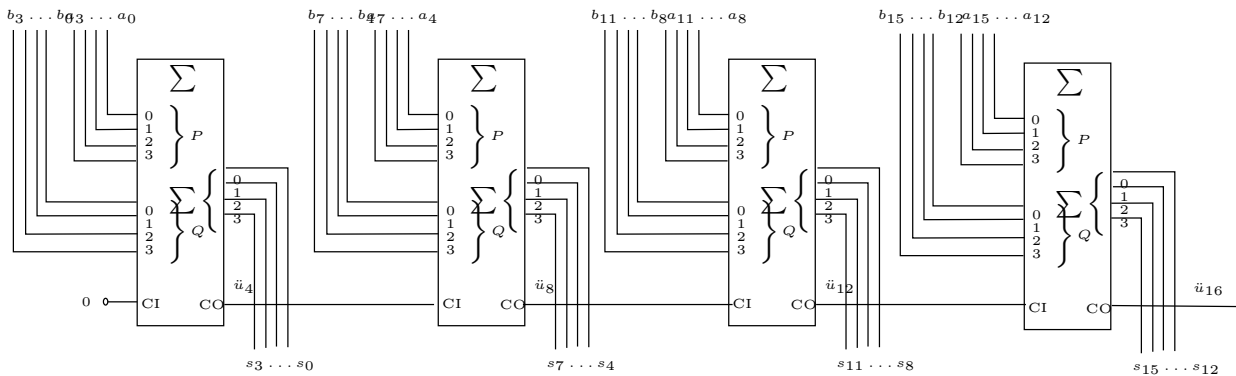 b3 ... b0 a3 ... a0
b7 ... b4 a7 ... a4
b11 ... b8 a11 ... a8
b15 ... b12 a15 ... a12
Σ
0
1
2
3
P
Σ
0
1
2
3
0
1
2
3
Q
0
CI
CO
ü4
s3 ... s0
Σ
0
1
2
3
P
Σ
0
1
2
3
0
1
2
3
Q
CI
CO
ü8
s7 ... s4
Σ
0
1
2
3
P
Σ
0
1
2
3
0
1
2
3
Q
CI
CO
ü12
s11 ... s8
Σ
0
1
2
3
P
Σ
0
1
2
3
0
1
2
3
Q
CI
CO
ü16
s15 ... s12